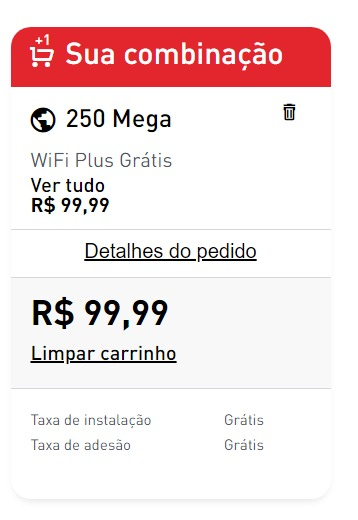 +1
Sua combinação
250 Mega
WiFi Plus Grátis
Ver tudo
R$ 99,99
Detalhes do pedido
R$ 99,99
Limpar carrinho
Taxa de instalação Grátis
Taxa de adesão Grátis